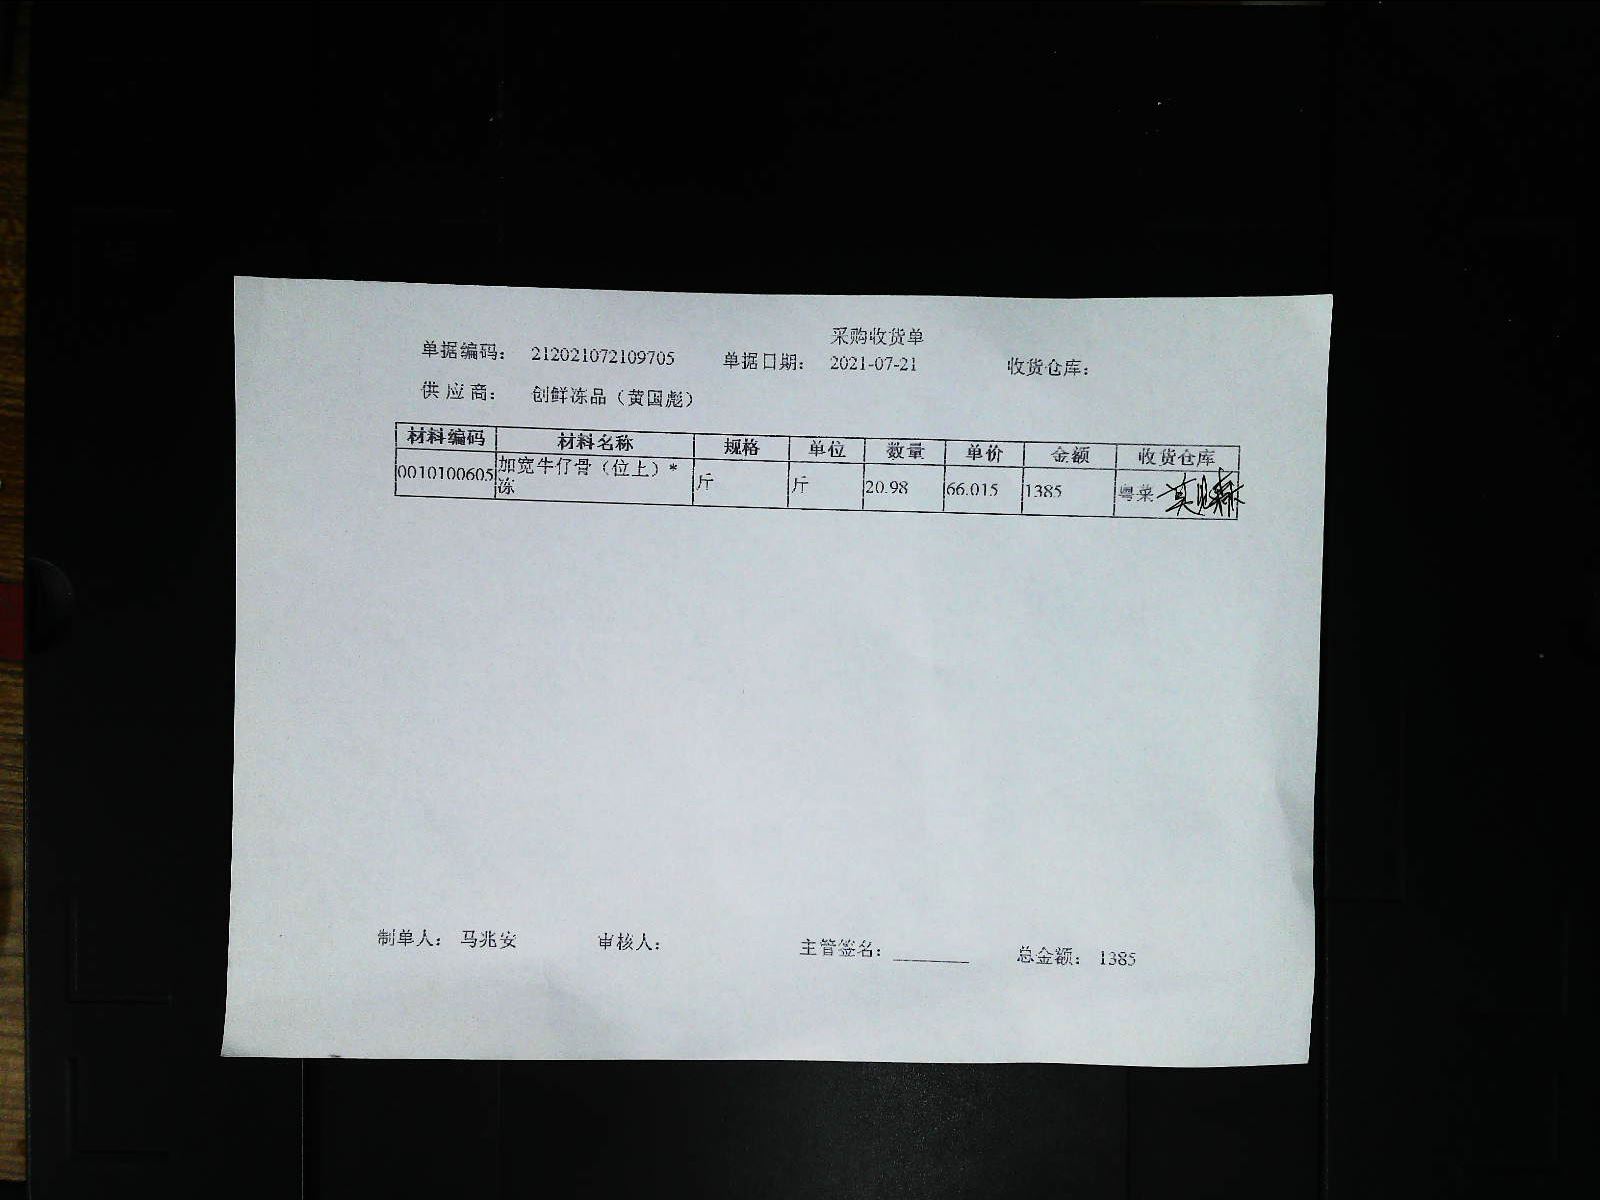 采购收货单
单据编码： 212021072109705 单据日期： 2021-07-21 收货仓库：
供 应 商： 创鲜冻品（黄国彪）
材料编码 材料名称 规格 单位 数量 单价 金额 收货仓库
0010100605 加宽牛仔骨（位上）* 斤 斤 20.98 66.015 1385 粤菜
冻
制单人： 马兆安 审核人： 主管签名：________ 总金额： 1385